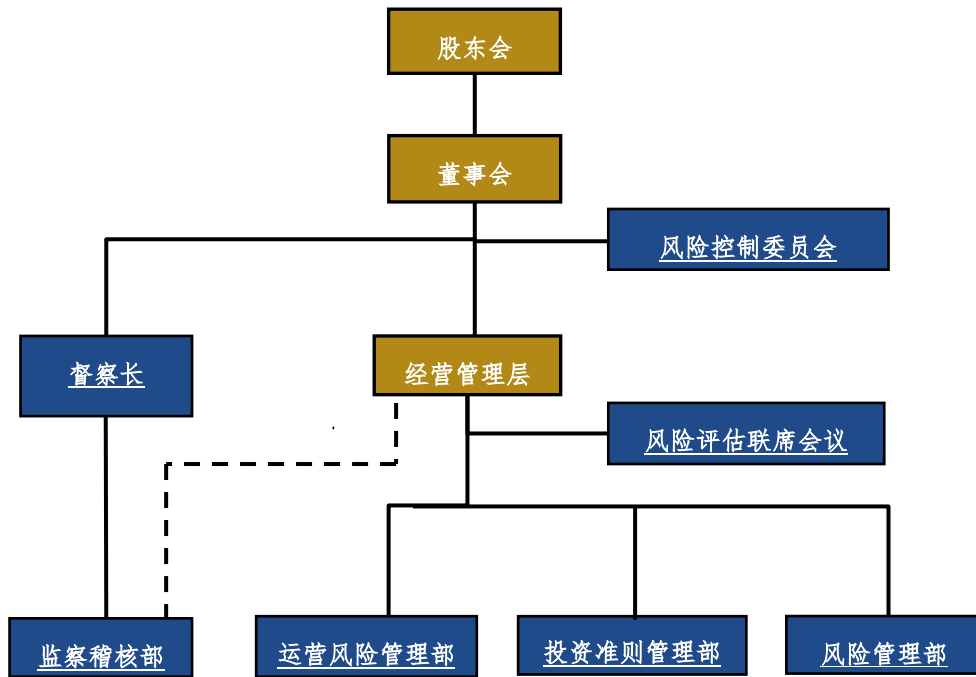 股东会
董事会
风险控制委员会
督察长
经营管理层
风险评估联席会议
监察稽核部
运营风险管理部
投资准则管理部
风险管理部